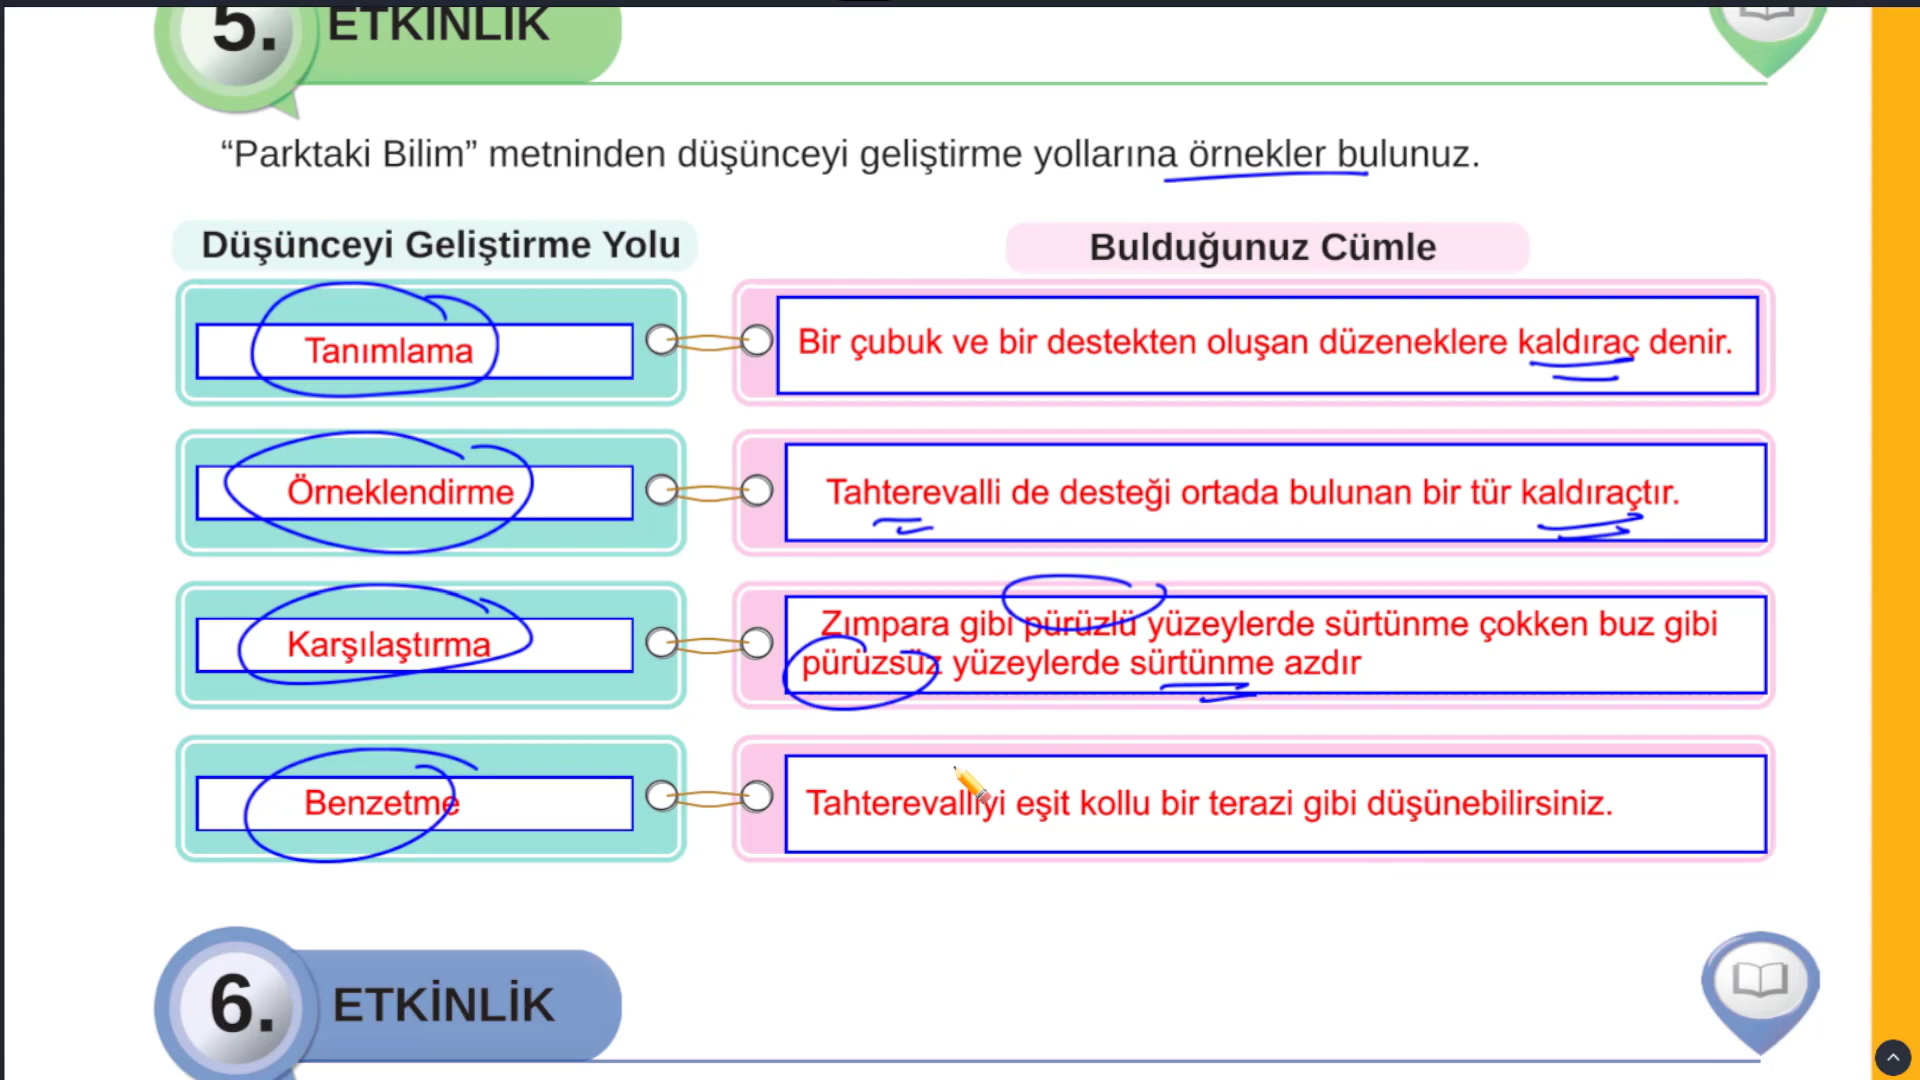 5. ETKİNLİK
“Parktaki Bilim” metninden düşünceyi geliştirme yollarına örnekler bulunuz.
Düşünceyi Geliştirme Yolu
Bulduğunuz Cümle
Tanımlama
Bir çubuk ve bir destekten oluşan düzeneklere kaldıraç denir.
Örneklendirme
Tahterevalli de desteği ortada bulunan bir tür kaldıraçtır.
Karşılaştırma
Zımpara gibi pürüzlü yüzeylerde sürtünme çokken buz gibi
pürüzsüz yüzeylerde sürtünme azdır
Benzetme
Tahterevalliyi eşit kollu bir terazi gibi düşünebilirsiniz.
6. ETKİNLİK